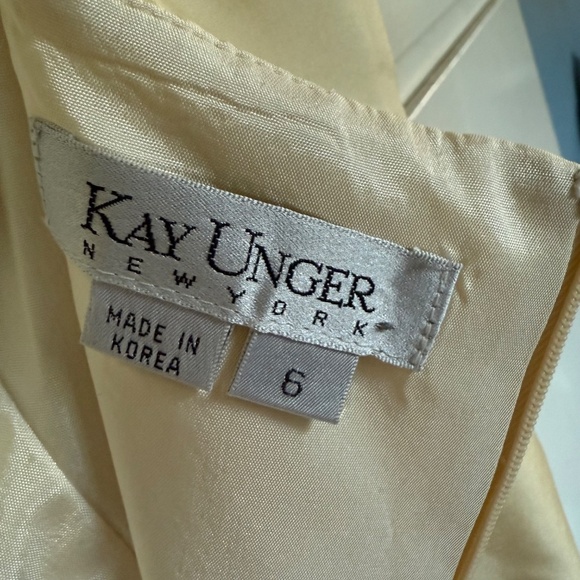 KAY UNGER
NEW YORK
MADE IN
KOREA
6